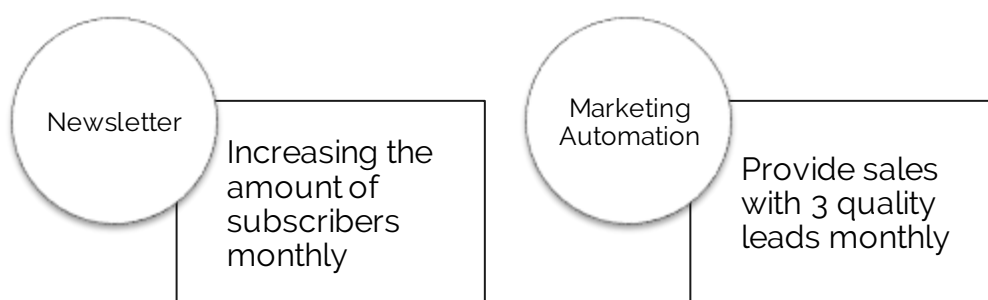 Newsletter
Increasing the
amount of
subscribers
monthly
Marketing
Automation
Provide sales
with 3 quality
leads monthly